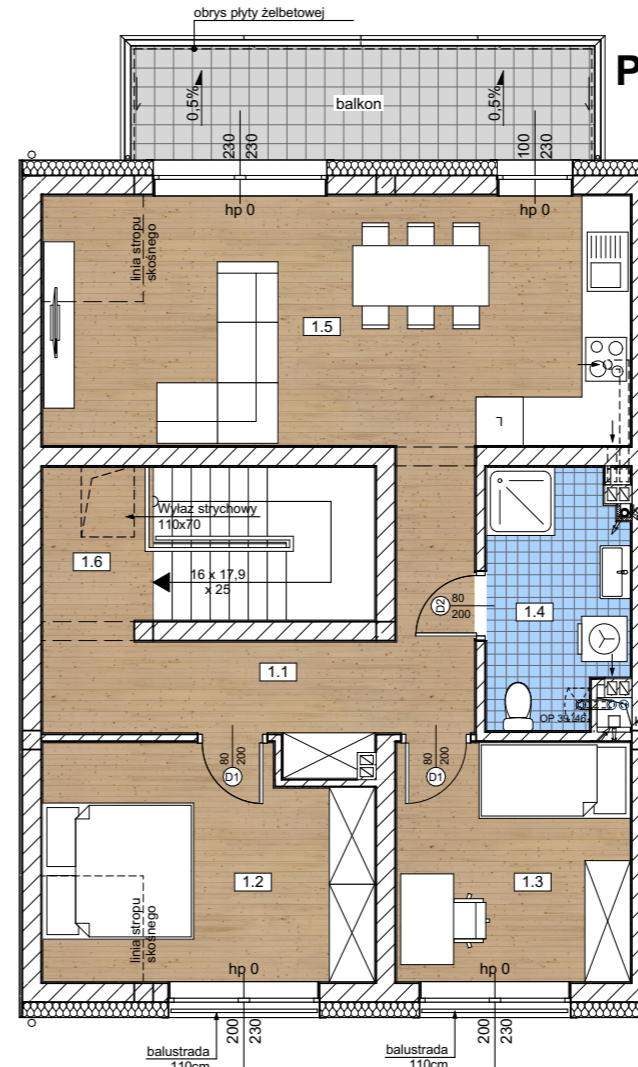 obrys płyty żelbetowej
P
0,5%
0,5%
balkon
230
230
100
230
hp 0
hp 0
linia stropu
skośnego
1.5
L
Wyłaz strychowy
110x70
1.6
16 x 17,9
x 25
D2
80
200
1.4
1.1
OP 39/46
80
200
D1
80
200
D1
1.2
1.3
linia stropu
skośnego
hp 0
hp 0
200
230
200
230
balustrada
110cm
balustrada
110cm